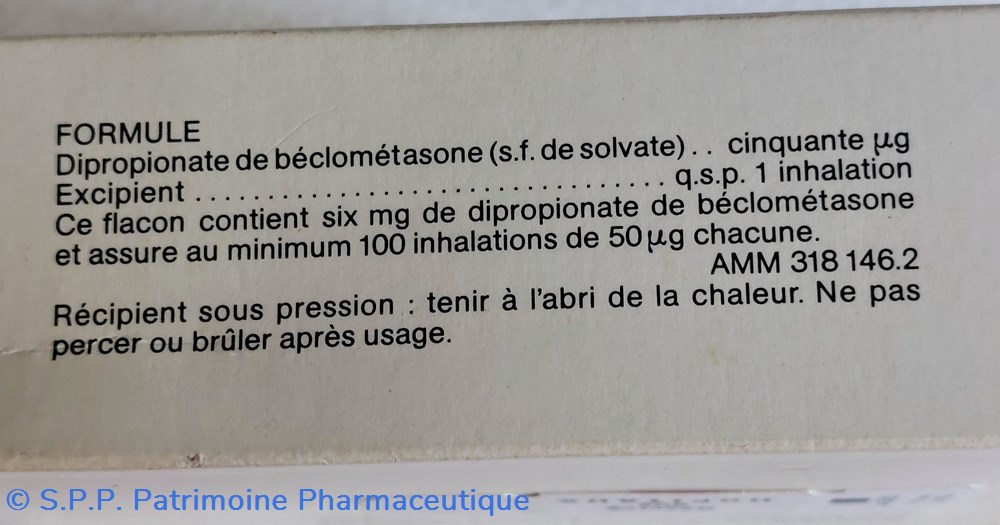 FORMULE
Dipropionate de béclométasone (s.f. de solvate) . . cinquante µg
Excipient . . . . . . . . . . . . . . . . . . . . . . . . . . . . . . . . q.s.p. 1 inhalation
Ce flacon contient six mg de dipropionate de béclométasone
et assure au minimum 100 inhalations de 50 µg chacune.
AMM 318 146.2
Récipient sous pression : tenir à l'abri de la chaleur. Ne pas
percer ou brûler après usage.
© S.P.P. Patrimoine Pharmaceutique